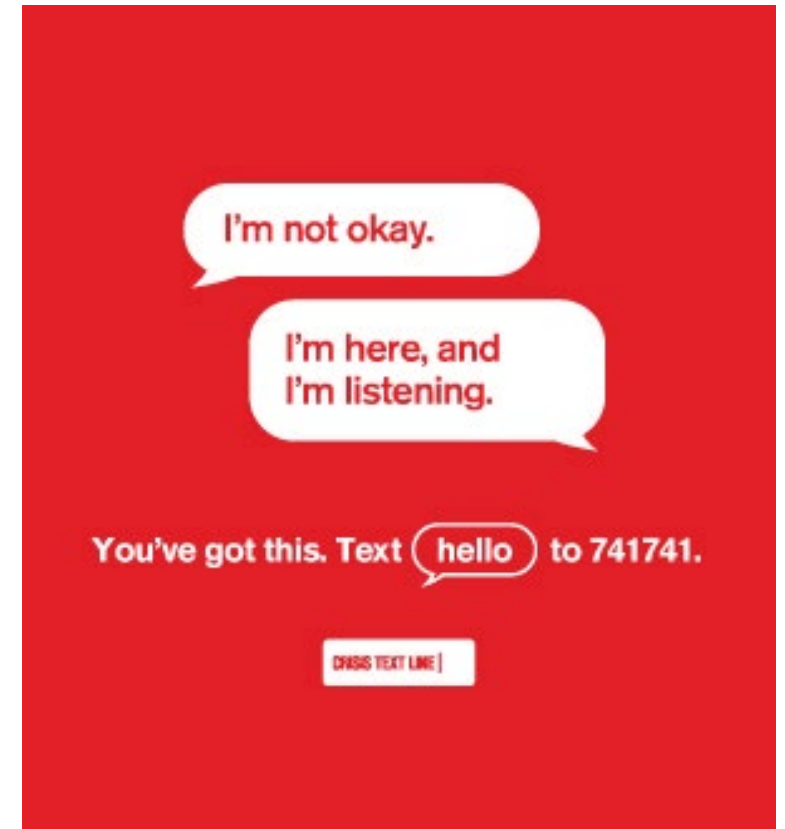 I'm not okay.
I'm here, and
I'm listening.
You've got this. Text hello to 741741.
CRISIS TEXT LINE|